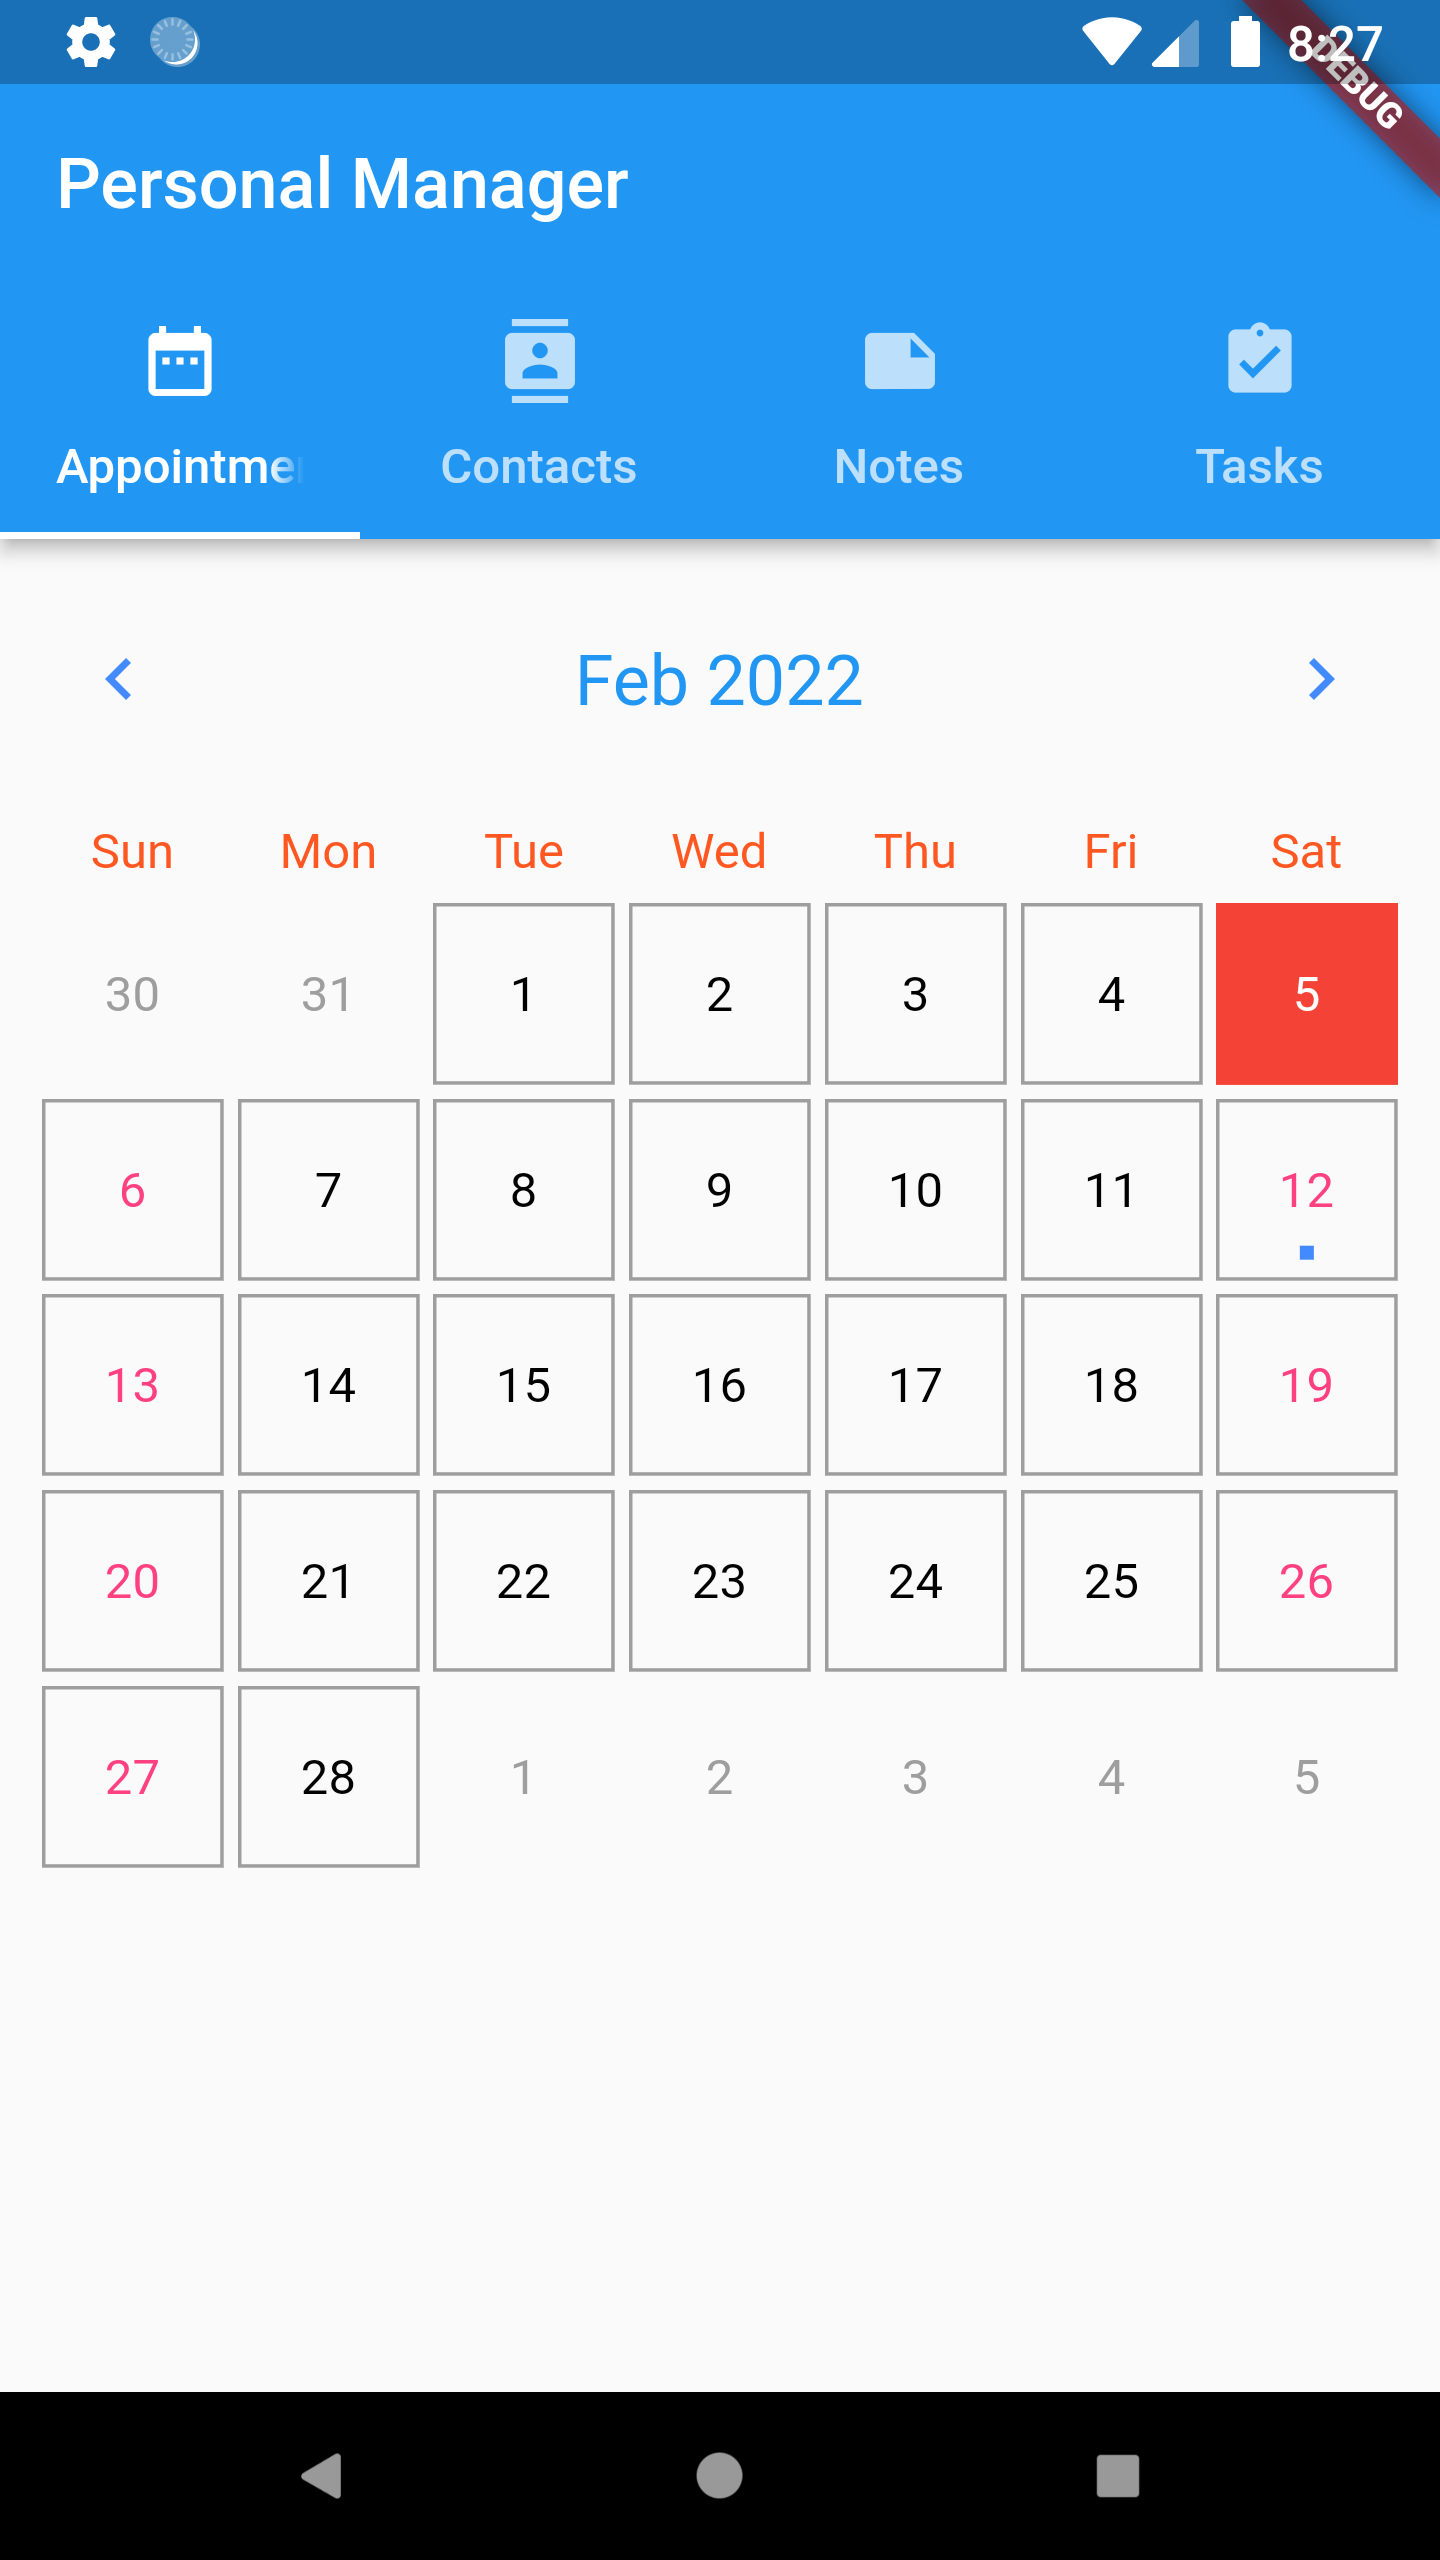 8:27
DEBUG
Personal Manager
Appointme
Contacts Notes Tasks
Feb 2022
Sun Mon Tue Wed Thu Fri Sat
30 31 1 2 3 4 5
6 7 8 9 10 11 12
13 14 15 16 17 18 19
20 21 22 23 24 25 26
27 28 1 2 3 4 5